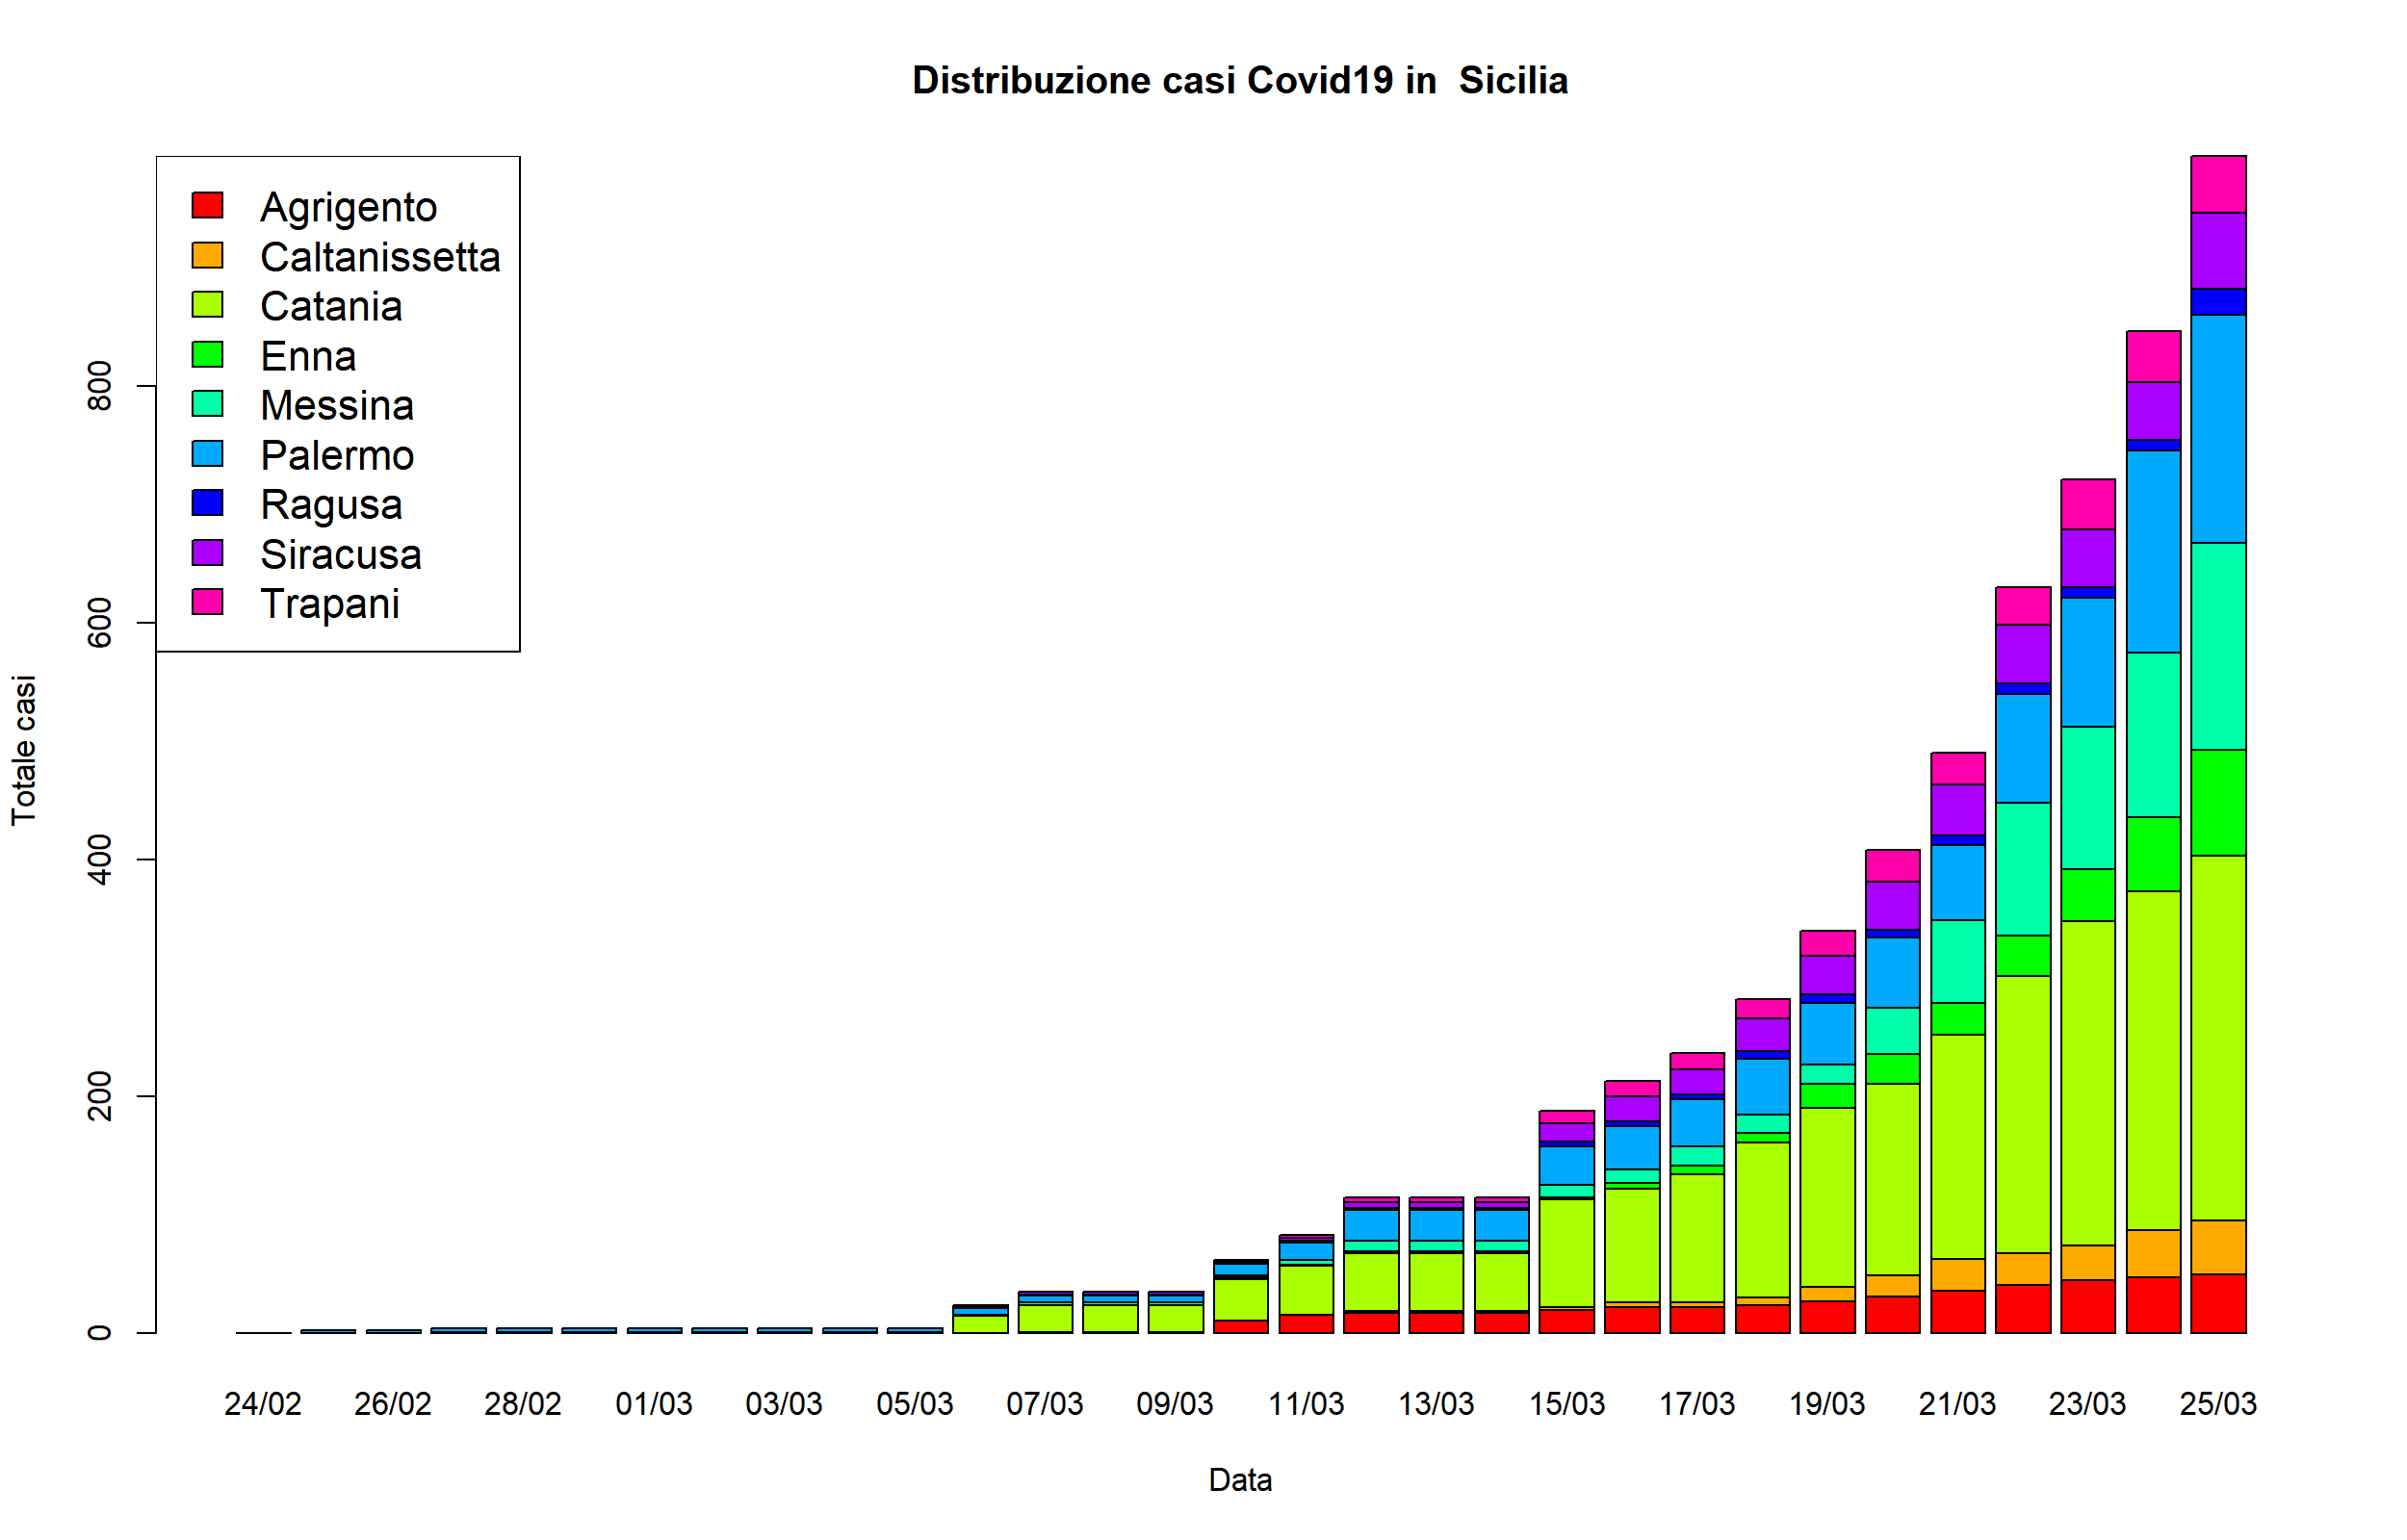 Distribuzione casi Covid19 in  Sicilia
Agrigento
Caltanissetta
Catania
Enna
Messina
Palermo
Ragusa
Siracusa
Trapani
Totale casi
800
600
400
200
0
24/02 26/02 28/02 01/03 03/03 05/03 07/03 09/03 11/03 13/03 15/03 17/03 19/03 21/03 23/03 25/03
Data